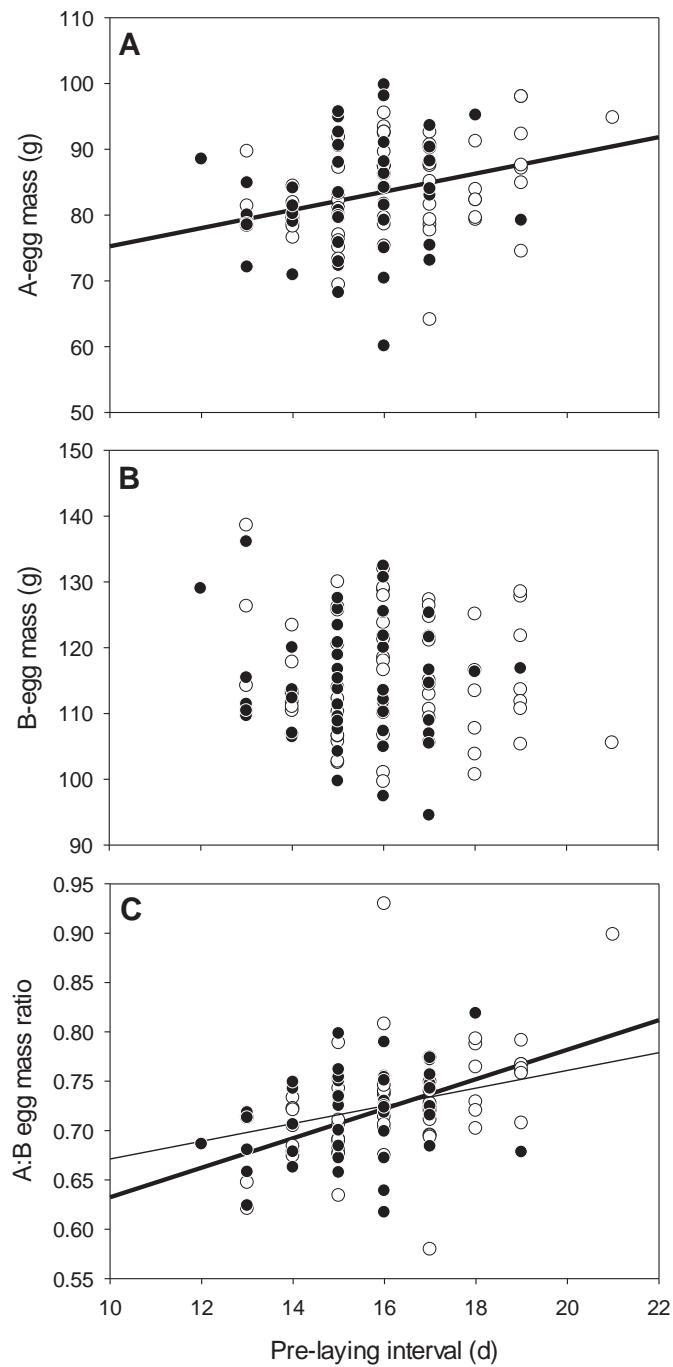 110
A
100
90
80
70
60
50
A-egg mass (g)
150
B
140
130
120
110
100
90
B-egg mass (g)
0.95
C
0.90
0.85
0.80
0.75
0.70
0.65
0.60
0.55
A:B egg mass ratio
10 12 14 16 18 20 22
Pre-laying interval (d)